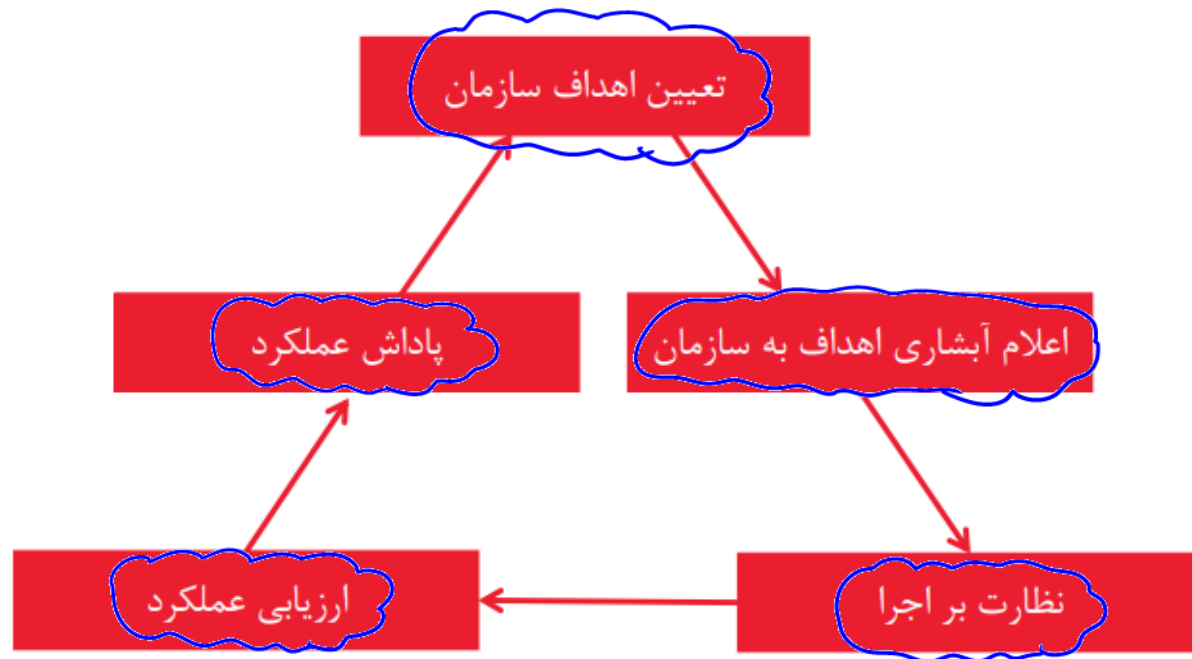 تعیین اهداف سازمان
اعلام آبشاری اهداف به سازمان
پاداش عملکرد
نظارت بر اجرا
ارزیابی عملکرد